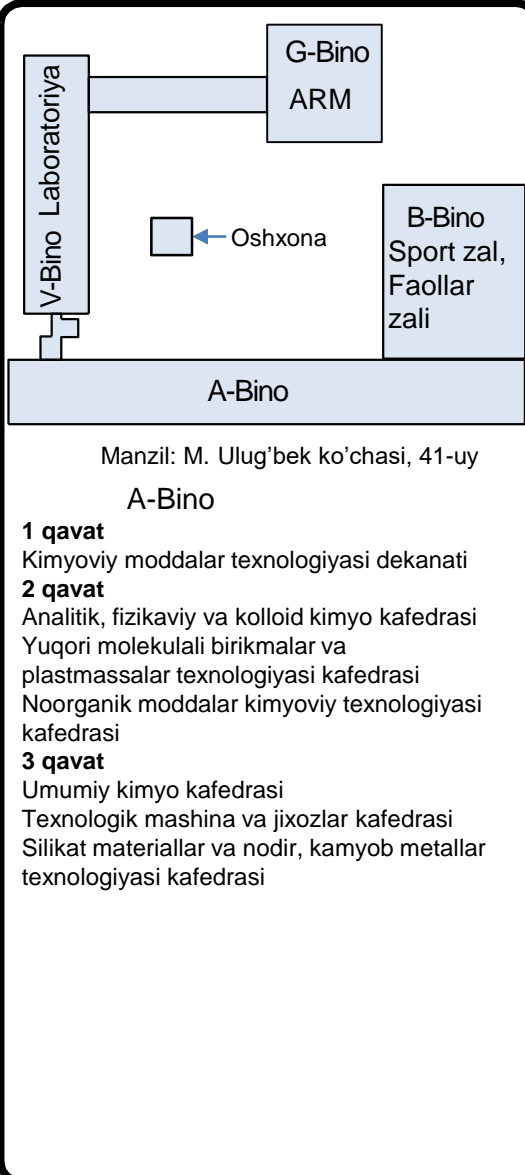 G-Bino
ARM
V-Bino Laboratoriya
Oshxona
B-Bino
Sport zal,
Faollar
zali
A-Bino
Manzil: M. Ulug’bek ko’chasi, 41-uy
A-Bino
1 qavat
Kimyoviy moddalar texnologiyasi dekanati
2 qavat
Analitik, fizikaviy va kolloid kimyo kafedrasi
Yuqori molekulali birikmalar va
plastmassalar texnologiyasi kafedrasi
Noorganik moddalar kimyoviy texnologiyasi
kafedrasi
3 qavat
Umumiy kimyo kafedrasi
Texnologik mashina va jixozlar kafedrasi
Silikat materiallar va nodir, kamyob metallar
texnologiyasi kafedrasi